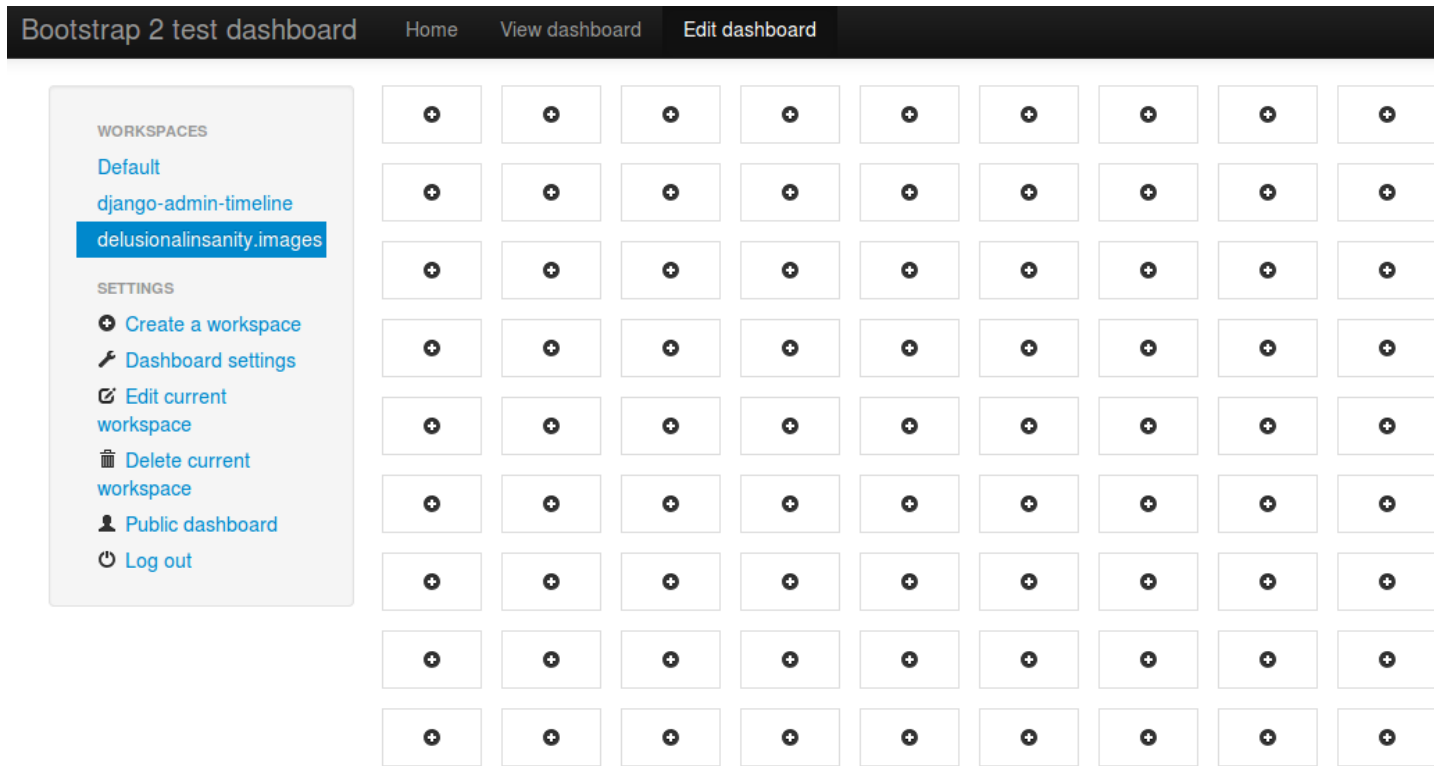 Bootstrap 2 test dashboard Home View dashboard Edit dashboard
WORKSPACES
Default
django-admin-timeline
delusionalinsanity.images
SETTINGS
Create a workspace
Dashboard settings
Edit current
workspace
Delete current
workspace
Public dashboard
Log out